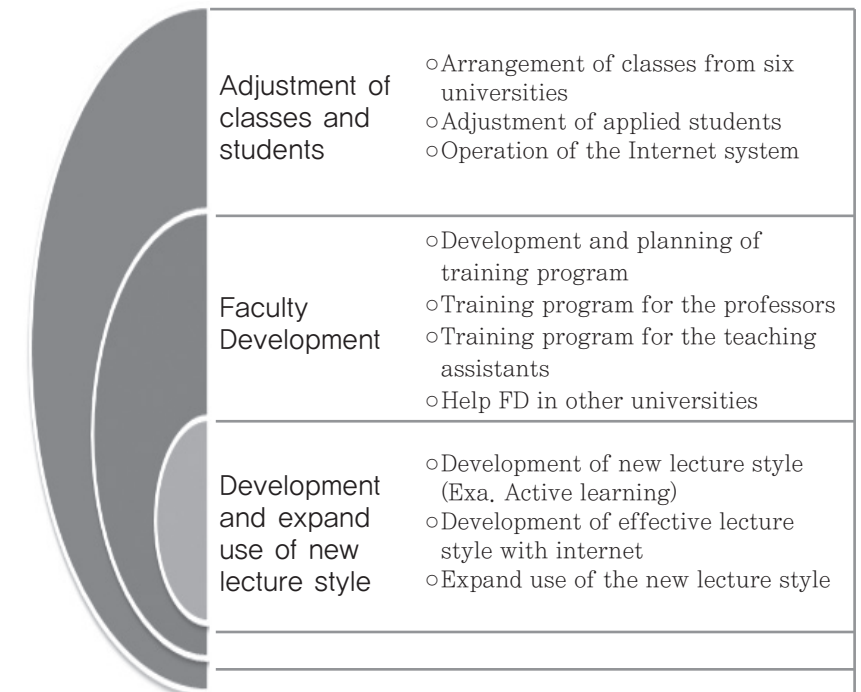 Adjustment of
classes and
students
○Arrangement of classes from six
universities
○Adjustment of applied students
○Operation of the Internet system
Faculty
Development
○Development and planning of
training program
○Training program for the professors
○Training program for the teaching
assistants
○Help FD in other universities
Development
and expand
use of new
lecture style
○Development of new lecture style
(Exa. Active learning)
○Development of effective lecture
style with internet
○Expand use of the new lecture style